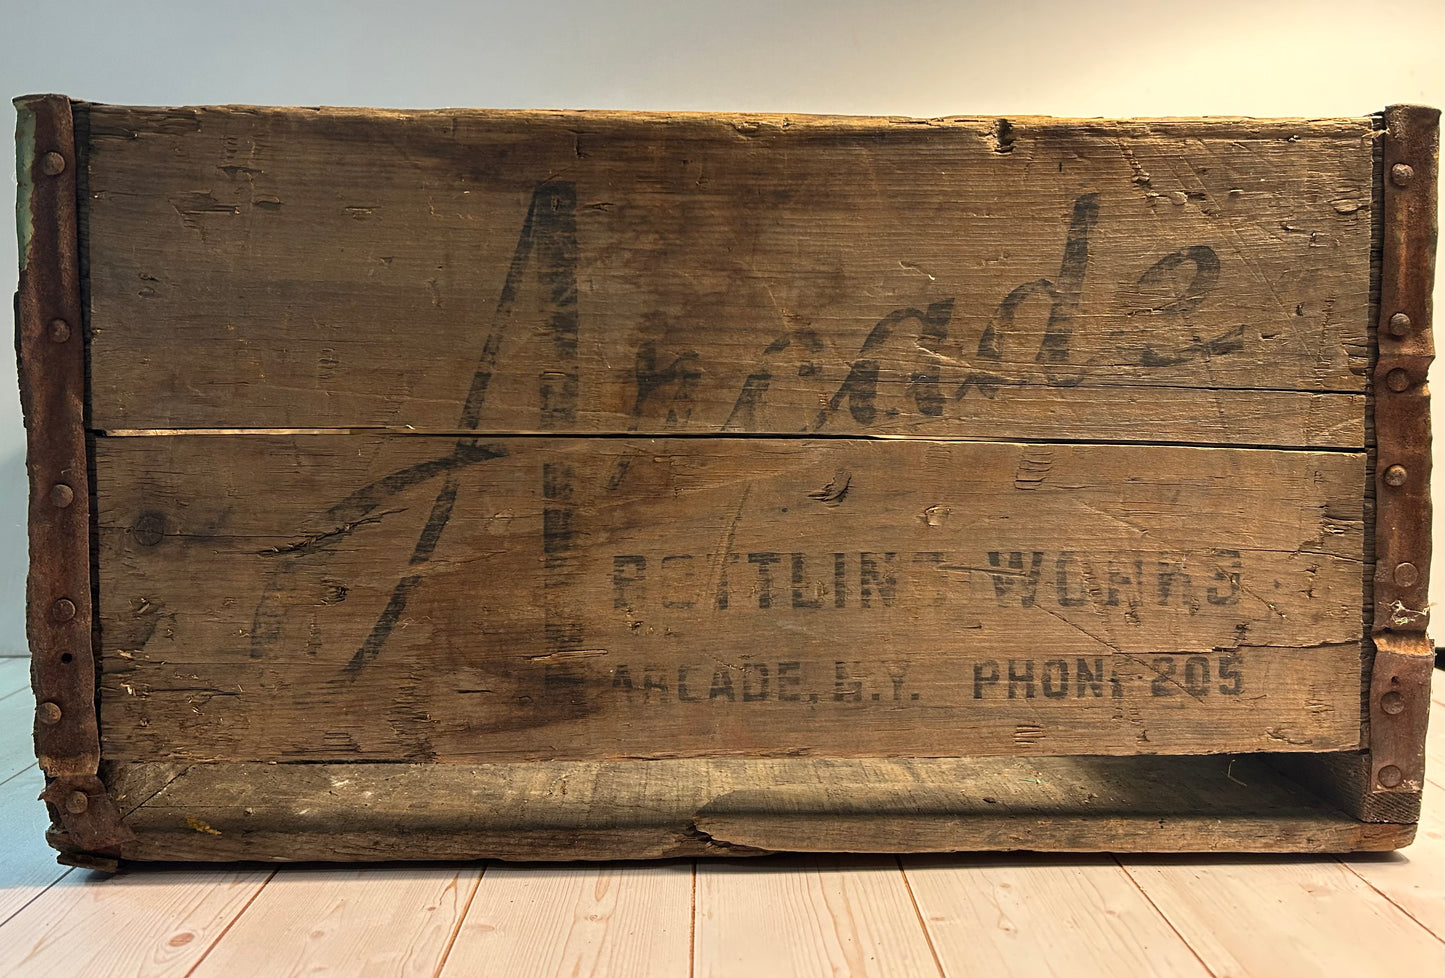 Arcade
BOTTLING WORKS
ARCADE, N.Y. PHONE 205